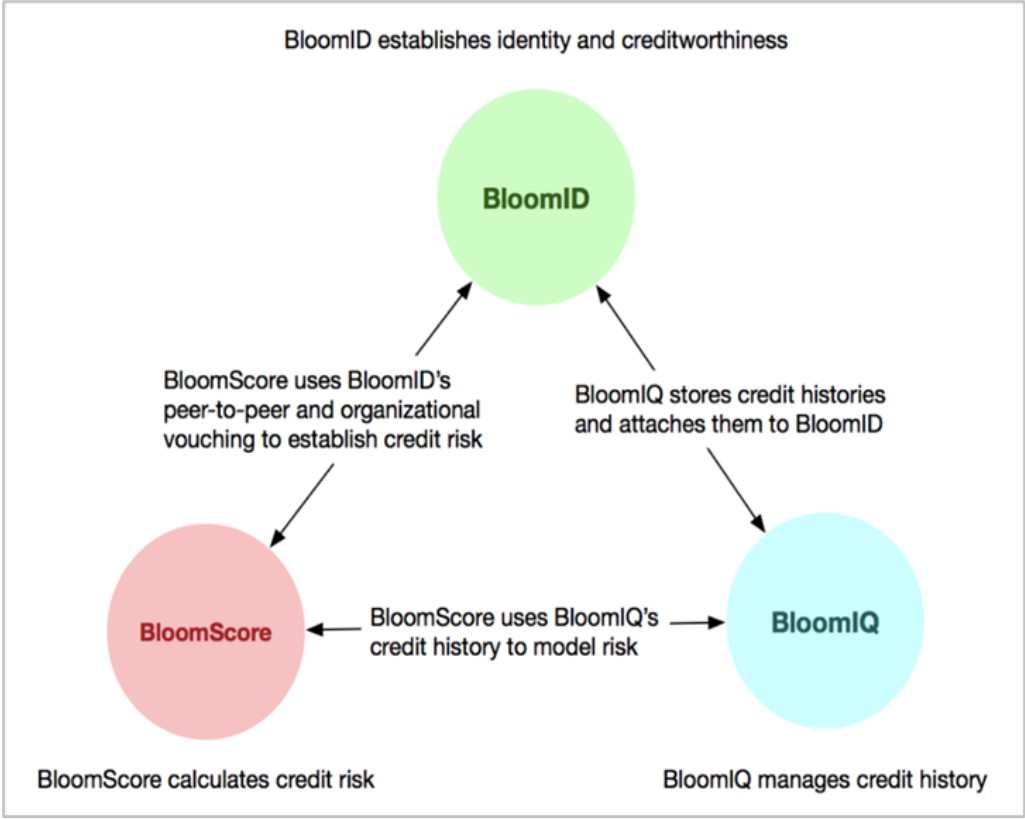 BloomID establishes identity and creditworthiness
BloomID
BloomScore uses BloomID's
peer-to-peer and organizational
vouching to establish credit risk
BloomIQ stores credit histories
and attaches them to BloomID
BloomScore
BloomScore uses BloomIQ's
credit history to model risk
BloomIQ
BloomScore calculates credit risk
BloomIQ manages credit history